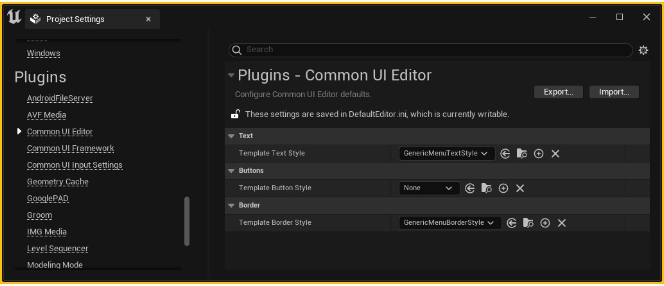 Project Settings
Windows
Plugins
AndroidFileServer
AVF Media
Common UI Editor
Common UI Framework
Common UI Input Settings
Geometry Cache
GooglePAD
Groom
IMG Media
Level Sequencer
Modeling Mode
Search
Plugins - Common UI Editor
Configure Common UI Editor defaults.
Export...
Import...
These settings are saved in DefaultEditor.ini, which is currently writable.
Text
Template Text Style
GenericMenuTextStyle
Buttons
Template Button Style
None
Border
Template Border Style
GenericMenuBorderStyle